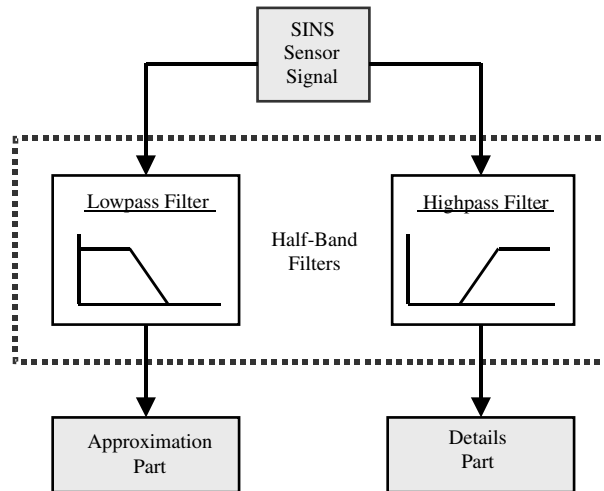 SINS
Sensor
Signal
Lowpass Filter
Highpass Filter
Half-Band
Filters
Approximation
Part
Details
Part